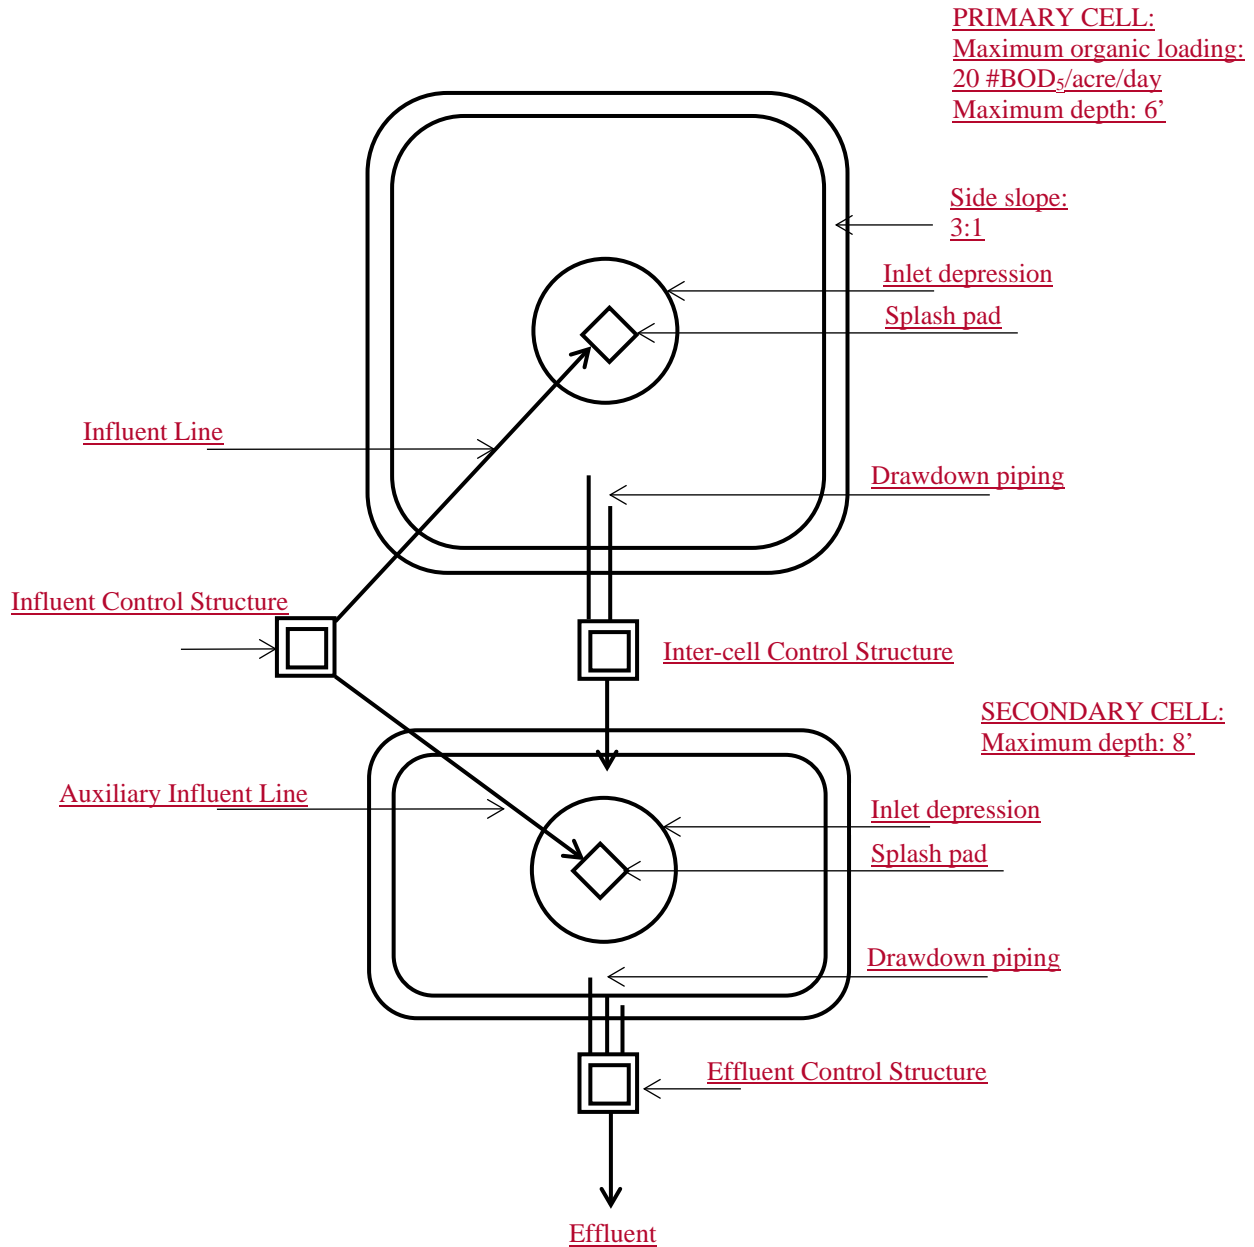 PRIMARY CELL:
Maximum organic loading:
20 #BOD₅/acre/day
Maximum depth: 6’
Side slope:
3:1
Inlet depression
Splash pad
Influent Line
Drawdown piping
Influent Control Structure
Inter-cell Control Structure
SECONDARY CELL:
Maximum depth: 8’
Auxiliary Influent Line
Inlet depression
Splash pad
Drawdown piping
Effluent Control Structure
Effluent